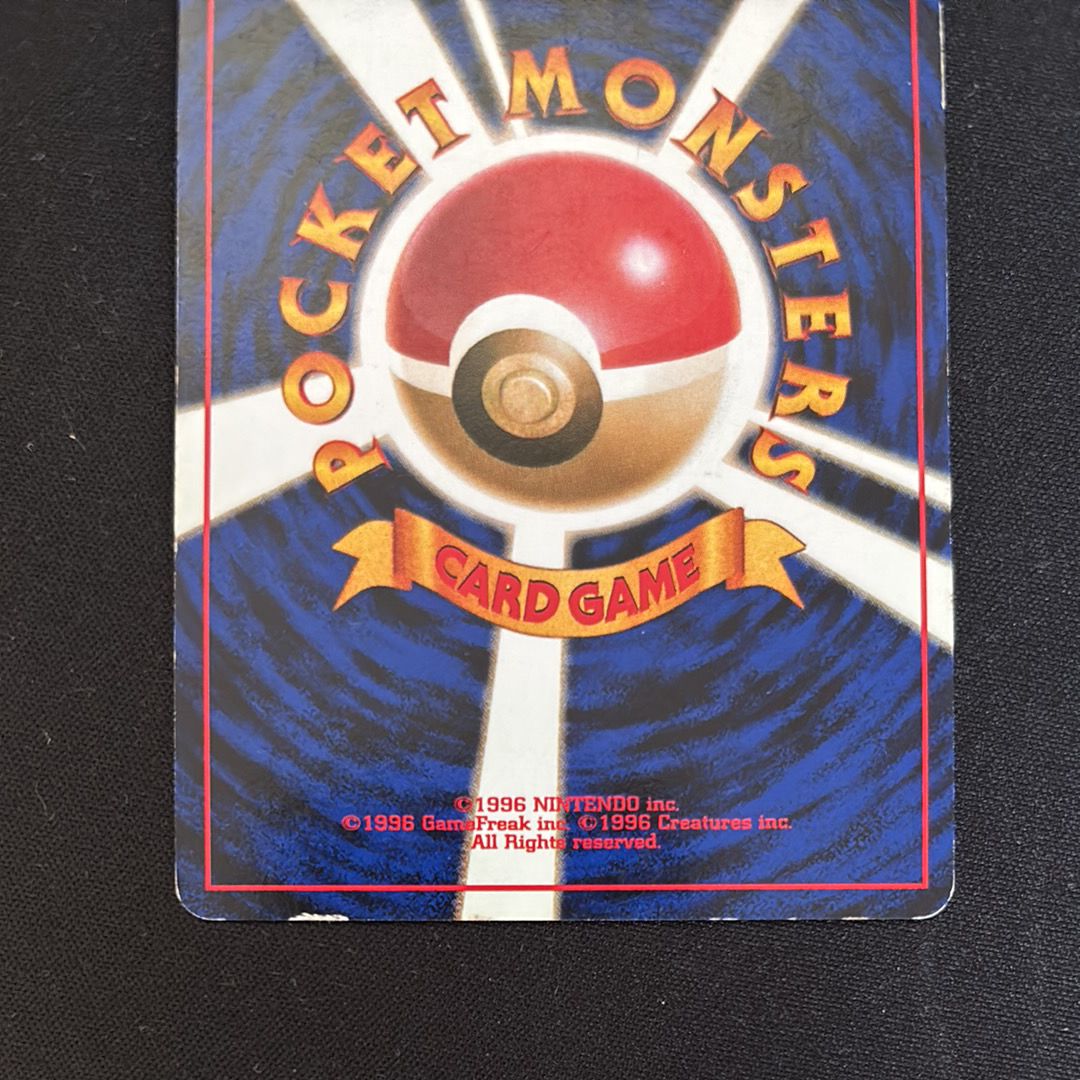 POCKET MONSTERS
CARD GAME
©1996 NINTENDO inc.
©1996 GameFreak inc. ©1996 Creatures inc.
All Rights reserved.